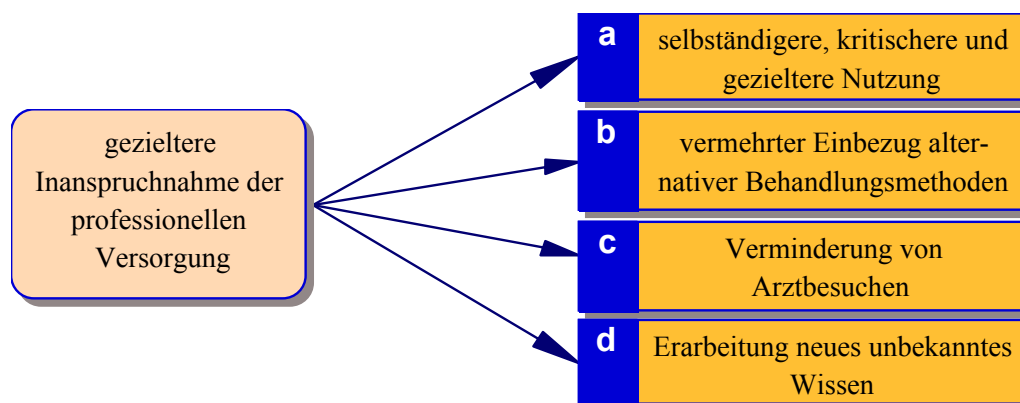 gezieltere
Inanspruchnahme der
professionellen
Versorgung
a
selbständigere, kritischere und
gezieltere Nutzung
b
vermehrter Einbezug alter-
nativer Behandlungsmethoden
c
Verminderung von
Arztbesuchen
d
Erarbeitung neues unbekanntes
Wissen